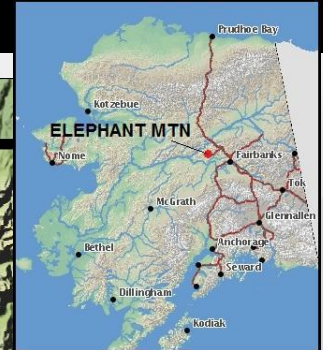 Prudhoe Bay
Kotzebue
ELEPHANT MTN
Nome
Fairbanks
Tok
McGrath
Glennallen
Anchorage
Bethel
Seward
Dillingham
Kodiak